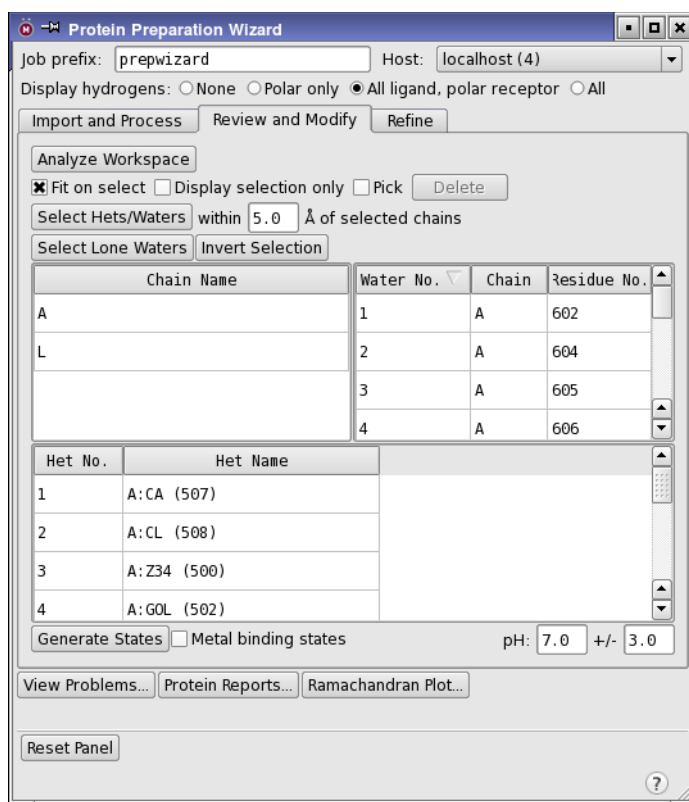 Protein Preparation Wizard
Job prefix: prepwizard Host: localhost (4)
Display hydrogens: None Polar only All ligand, polar receptor All
Import and Process Review and Modify Refine
Analyze Workspace
Fit on select Display selection only Pick Delete
Select Hets/Waters within 5.0 Å of selected chains
Select Lone Waters Invert Selection
Chain Name Water No. Chain Residue No.
A 1 A 602
L 2 A 604
3 A 605
4 A 606
Het No. Het Name
1 A:CA (507)
2 A:CL (508)
3 A:Z34 (500)
4 A:GOL (502)
Generate States Metal binding states pH: 7.0 +/- 3.0
View Problems... Protein Reports... Ramachandran Plot...
Reset Panel
?